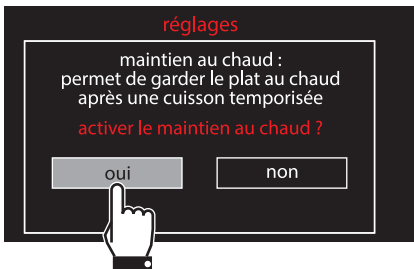 réglages
maintien au chaud :
permet de garder le plat au chaud
après une cuisson temporisée
activer le maintien au chaud ?
oui
non